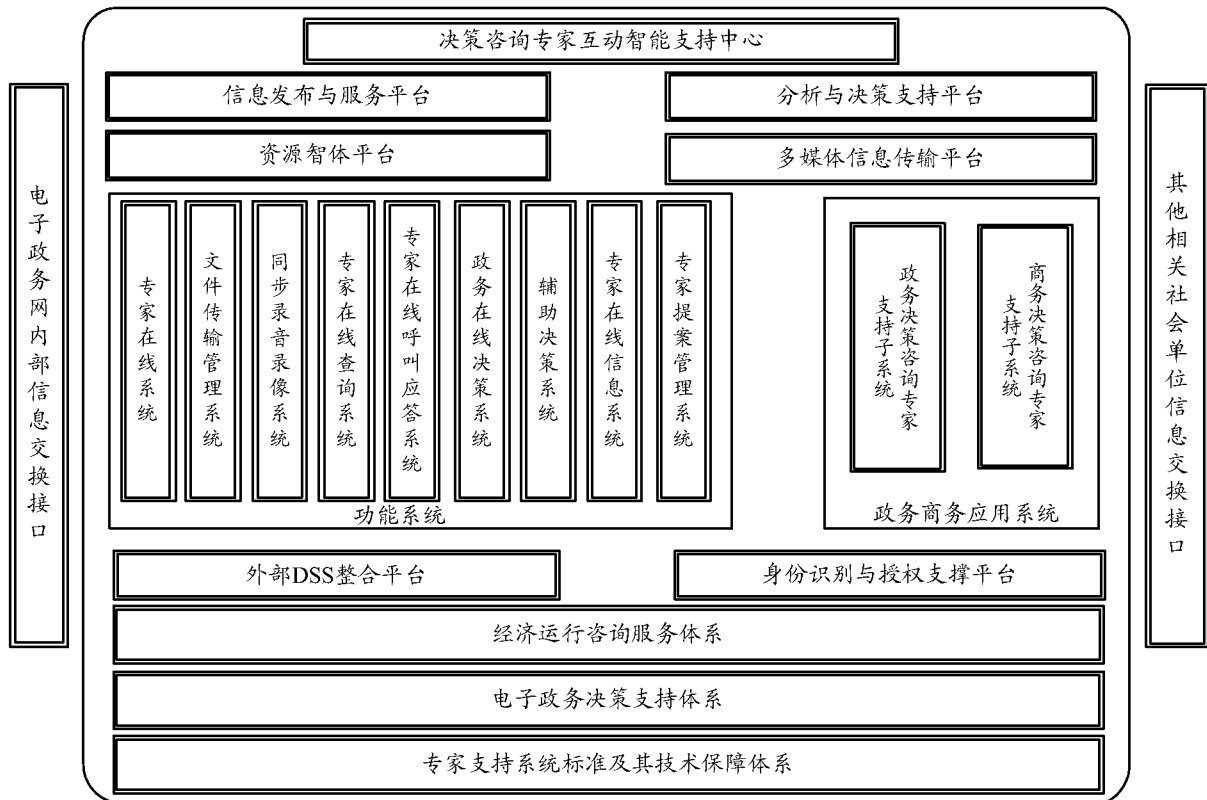 决策咨询专家互动智能支持中心
信息发布与服务平台
分析与决策支持平台
资源智体平台
多媒体信息传输平台
电子政务网内部信息交换接口
专家在线系统
文件传输管理系统
同步录音录像系统
专家在线查询系统
专家在线呼叫应答系统
政务在线决策系统
辅助决策系统
专家在线信息系统
专家提案管理系统
功能系统
政务决策咨询专家
支持子系统
商务决策咨询专家
支持子系统
政务商务应用系统
其他相关社会单位信息交换接口
外部DSS整合平台
身份识别与授权支撑平台
经济运行咨询服务体系
电子政务决策支持体系
专家支持系统标准及其技术保障体系